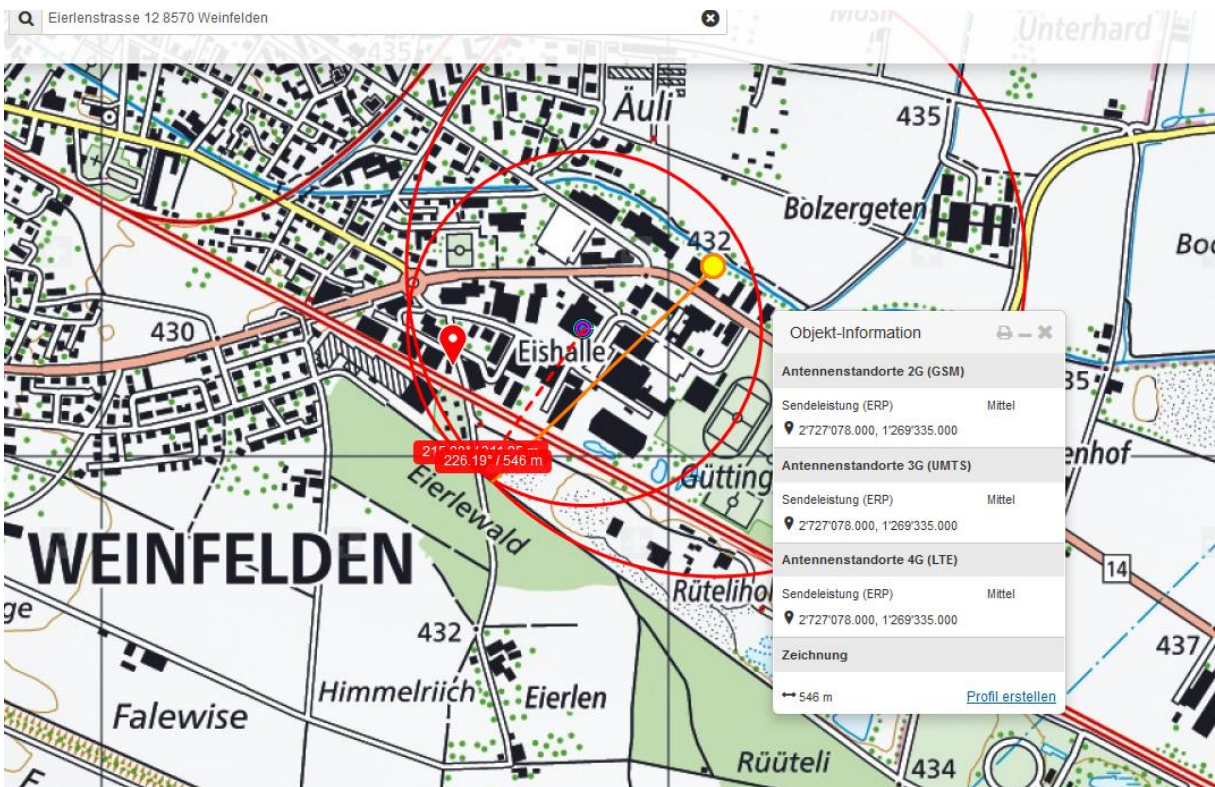 Eierlenstrasse 12 8570 Weinfelden
Unterhard
435
Äuli
435
Bolzergeten
432
430
Eishalle
Objekt-Information
Antennenstandorte 2G (GSM)
Sendeleistung (ERP) Mittel
2'727'078.000, 1'269'335.000
Antennenstandorte 3G (UMTS)
Sendeleistung (ERP) Mittel
2'727'078.000, 1'269'335.000
Antennenstandorte 4G (LTE)
Sendeleistung (ERP) Mittel
2'727'078.000, 1'269'335.000
Zeichnung
546 m Profil erstellen
226.19° / 546 m
Gütting
Eierlewald
WEINFELDEN
14
432
437
Himmelriich
Eierlen
Falewise
Rüüteli
434